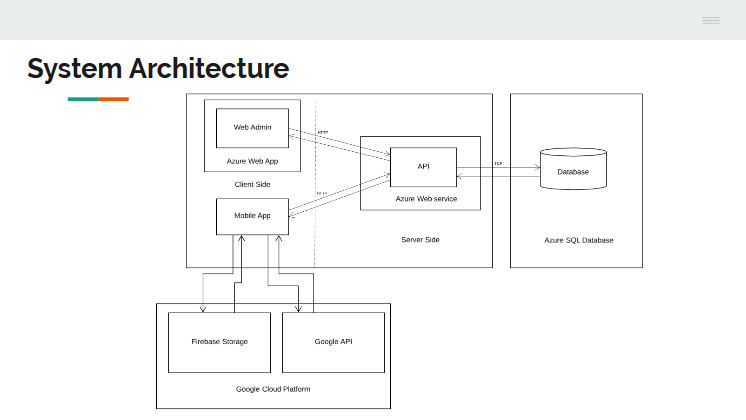 System Architecture
Web Admin
Azure Web App
Client Side
Mobile App
HTTP
HTTP
API
Azure Web service
Server Side
TCP
Database
Azure SQL Database
Firebase Storage
Google API
Google Cloud Platform